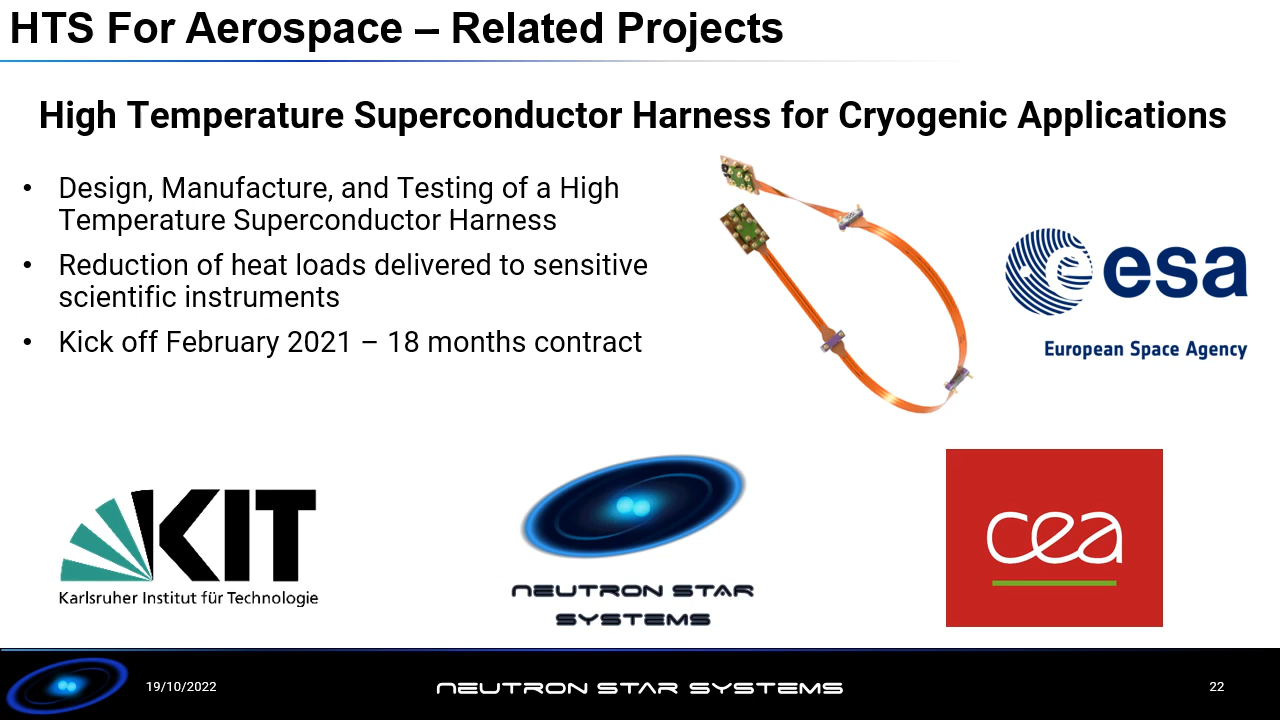 HTS For Aerospace – Related Projects
High Temperature Superconductor Harness for Cryogenic Applications
• Design, Manufacture, and Testing of a High
Temperature Superconductor Harness
• Reduction of heat loads delivered to sensitive
scientific instruments
• Kick off February 2021 – 18 months contract
esa
European Space Agency
KIT
Karlsruher Institut für Technologie
NEUTRON STAR
SYSTEMS
cea
19/10/2022
NEUTRON STAR SYSTEMS
22